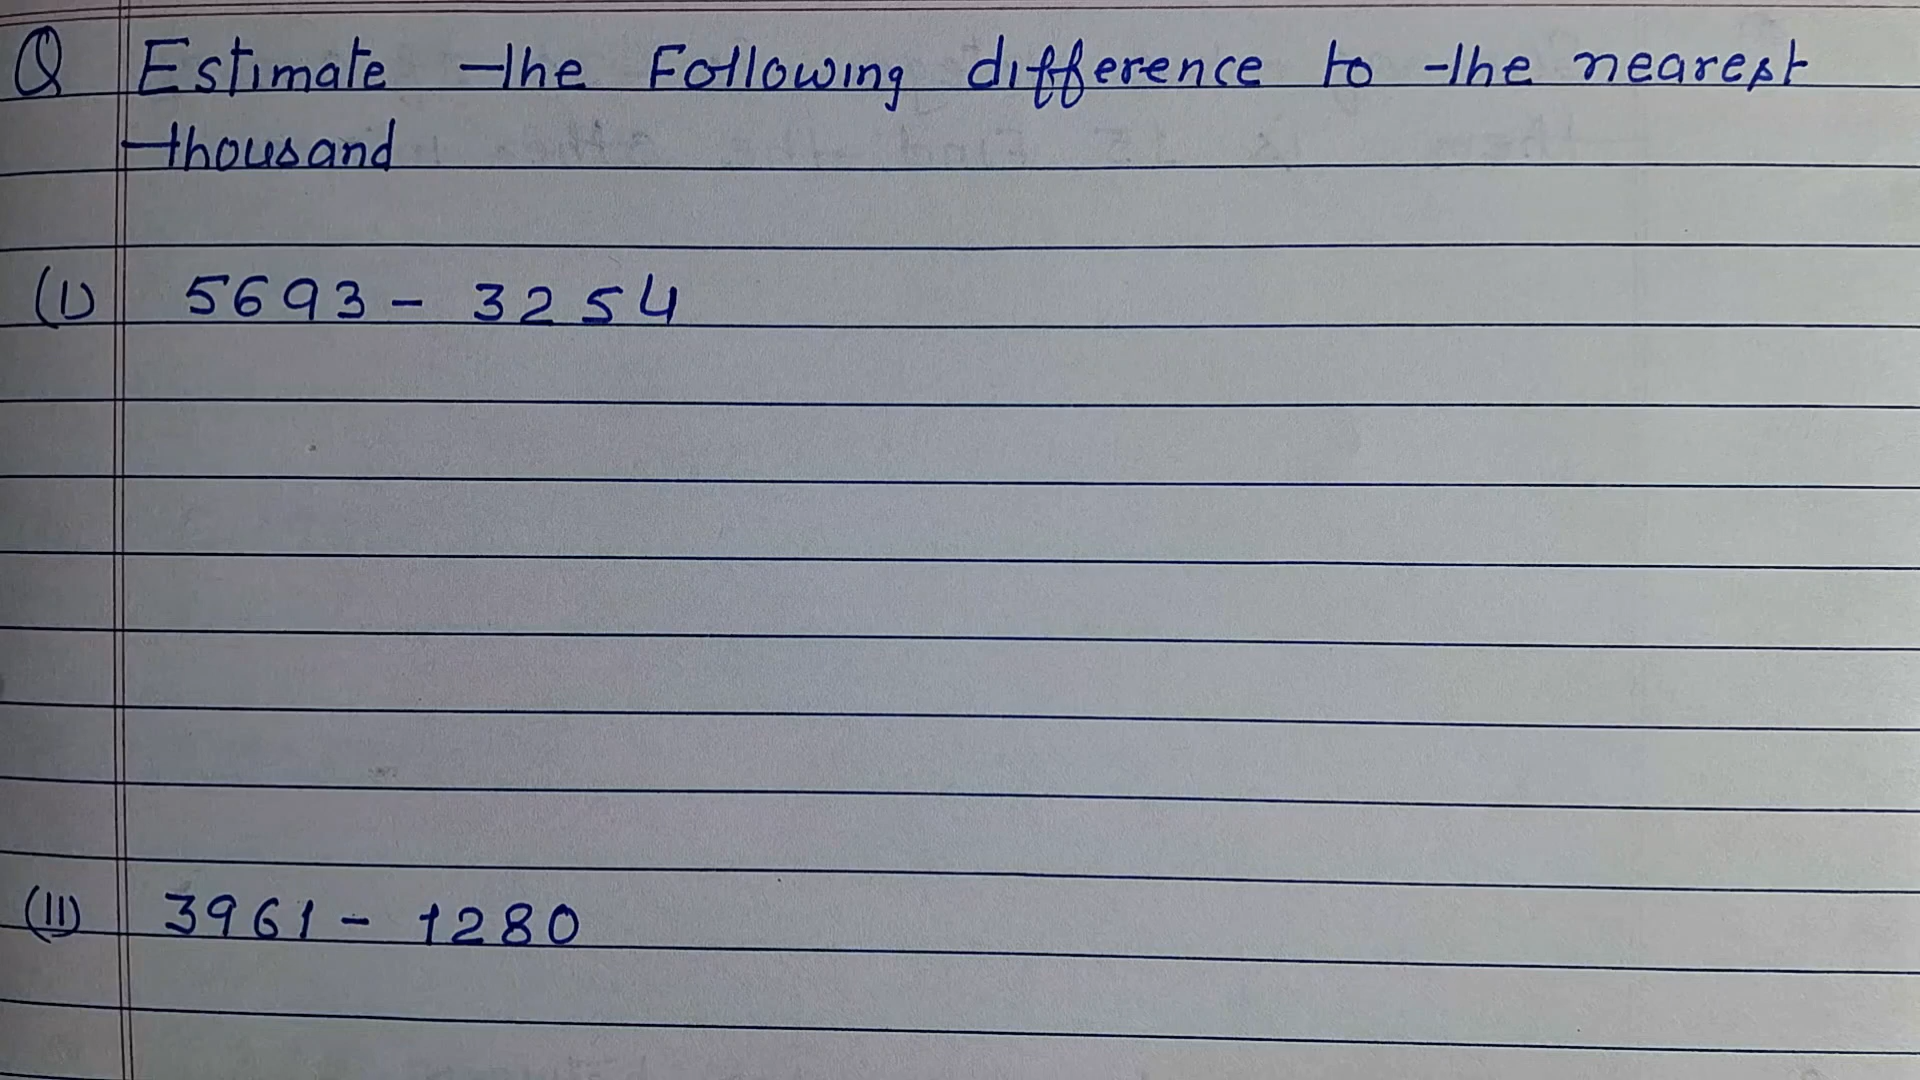 Q Estimate the Following difference to the nearest
thousand
(I) 5693 - 3254
(II) 3961 - 1280